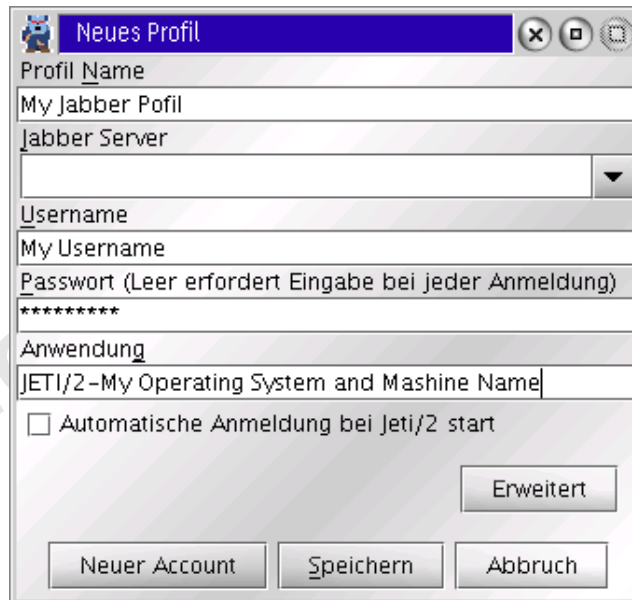 Neues Profil
Profil Name
My Jabber Pofil
Jabber Server
Username
My Username
Passwort (Leer erfordert Eingabe bei jeder Anmeldung)
*********
Anwendung
JETI/2-My Operating System and Mashine Name
Automatische Anmeldung bei Jeti/2 start
Erweitert
Neuer Account Speichern Abbruch